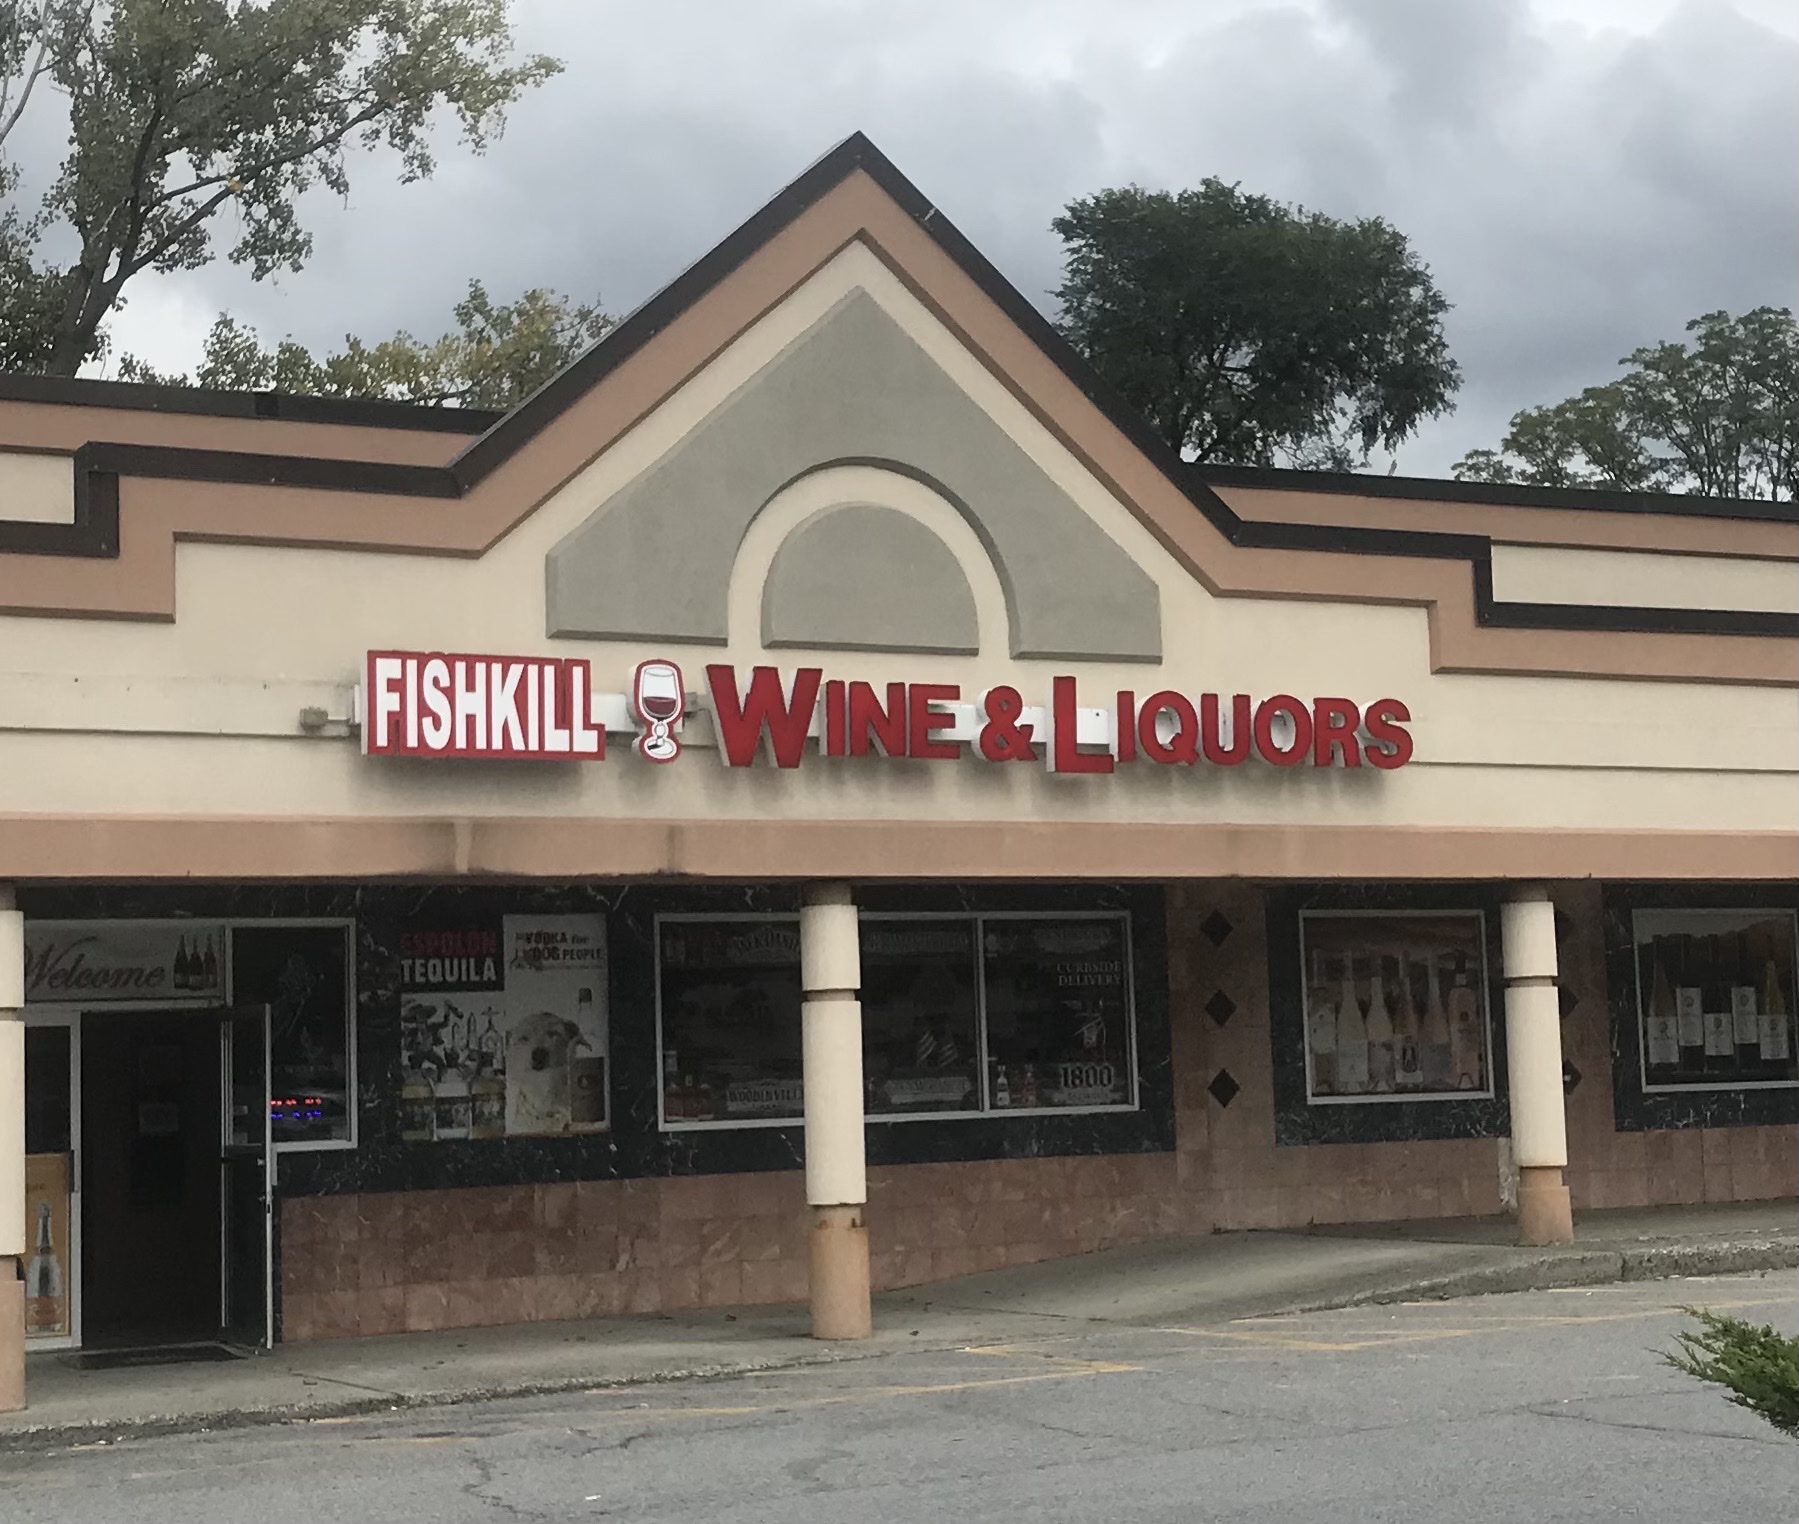 FISHKILL WINE & LIQUORS
Welcome
ESPOLON
TEQUILA
VODKA for
DOG PEOPLE
CURBSIDE
DELIVERY
1800